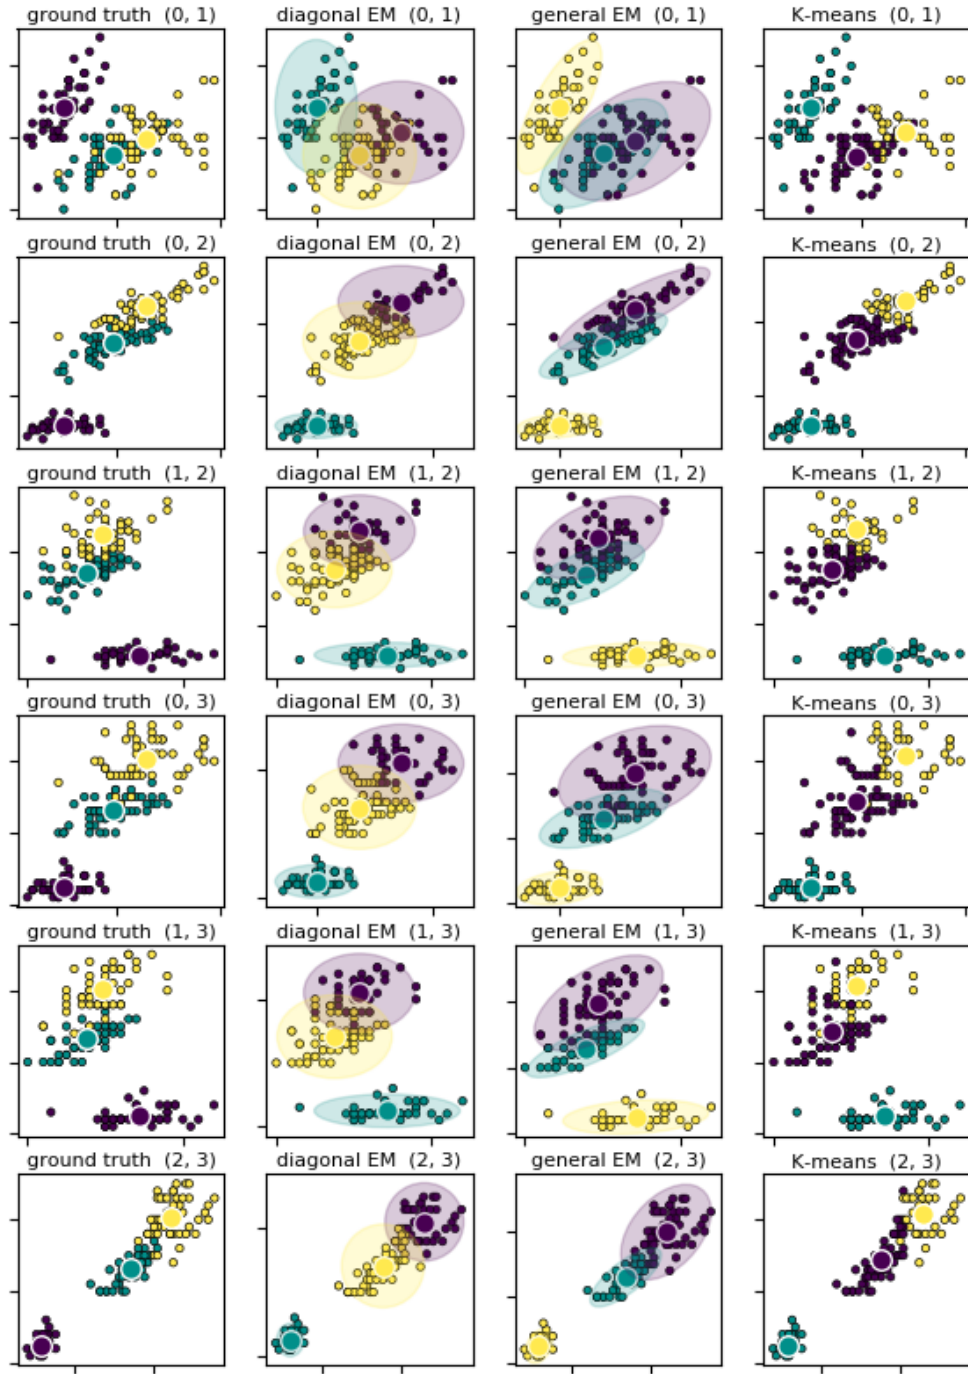 ground truth (0, 1)
diagonal EM (0, 1)
general EM (0, 1)
K-means (0, 1)
ground truth (0, 2)
diagonal EM (0, 2)
general EM (0, 2)
K-means (0, 2)
ground truth (1, 2)
diagonal EM (1, 2)
general EM (1, 2)
K-means (1, 2)
ground truth (0, 3)
diagonal EM (0, 3)
general EM (0, 3)
K-means (0, 3)
ground truth (1, 3)
diagonal EM (1, 3)
general EM (1, 3)
K-means (1, 3)
ground truth (2, 3)
diagonal EM (2, 3)
general EM (2, 3)
K-means (2, 3)